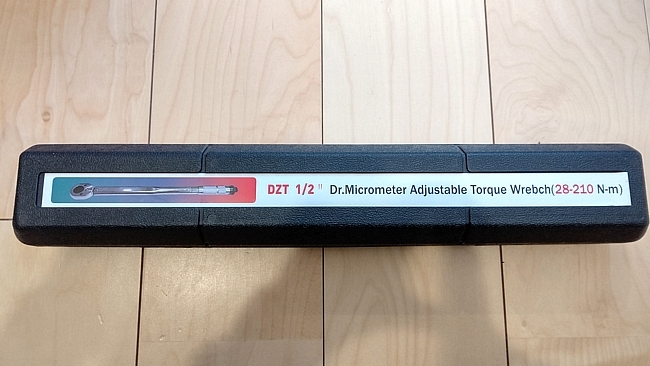 DZT 1/2 " Dr.Micrometer Adjustable Torque Wrebch(28-210 N-m)